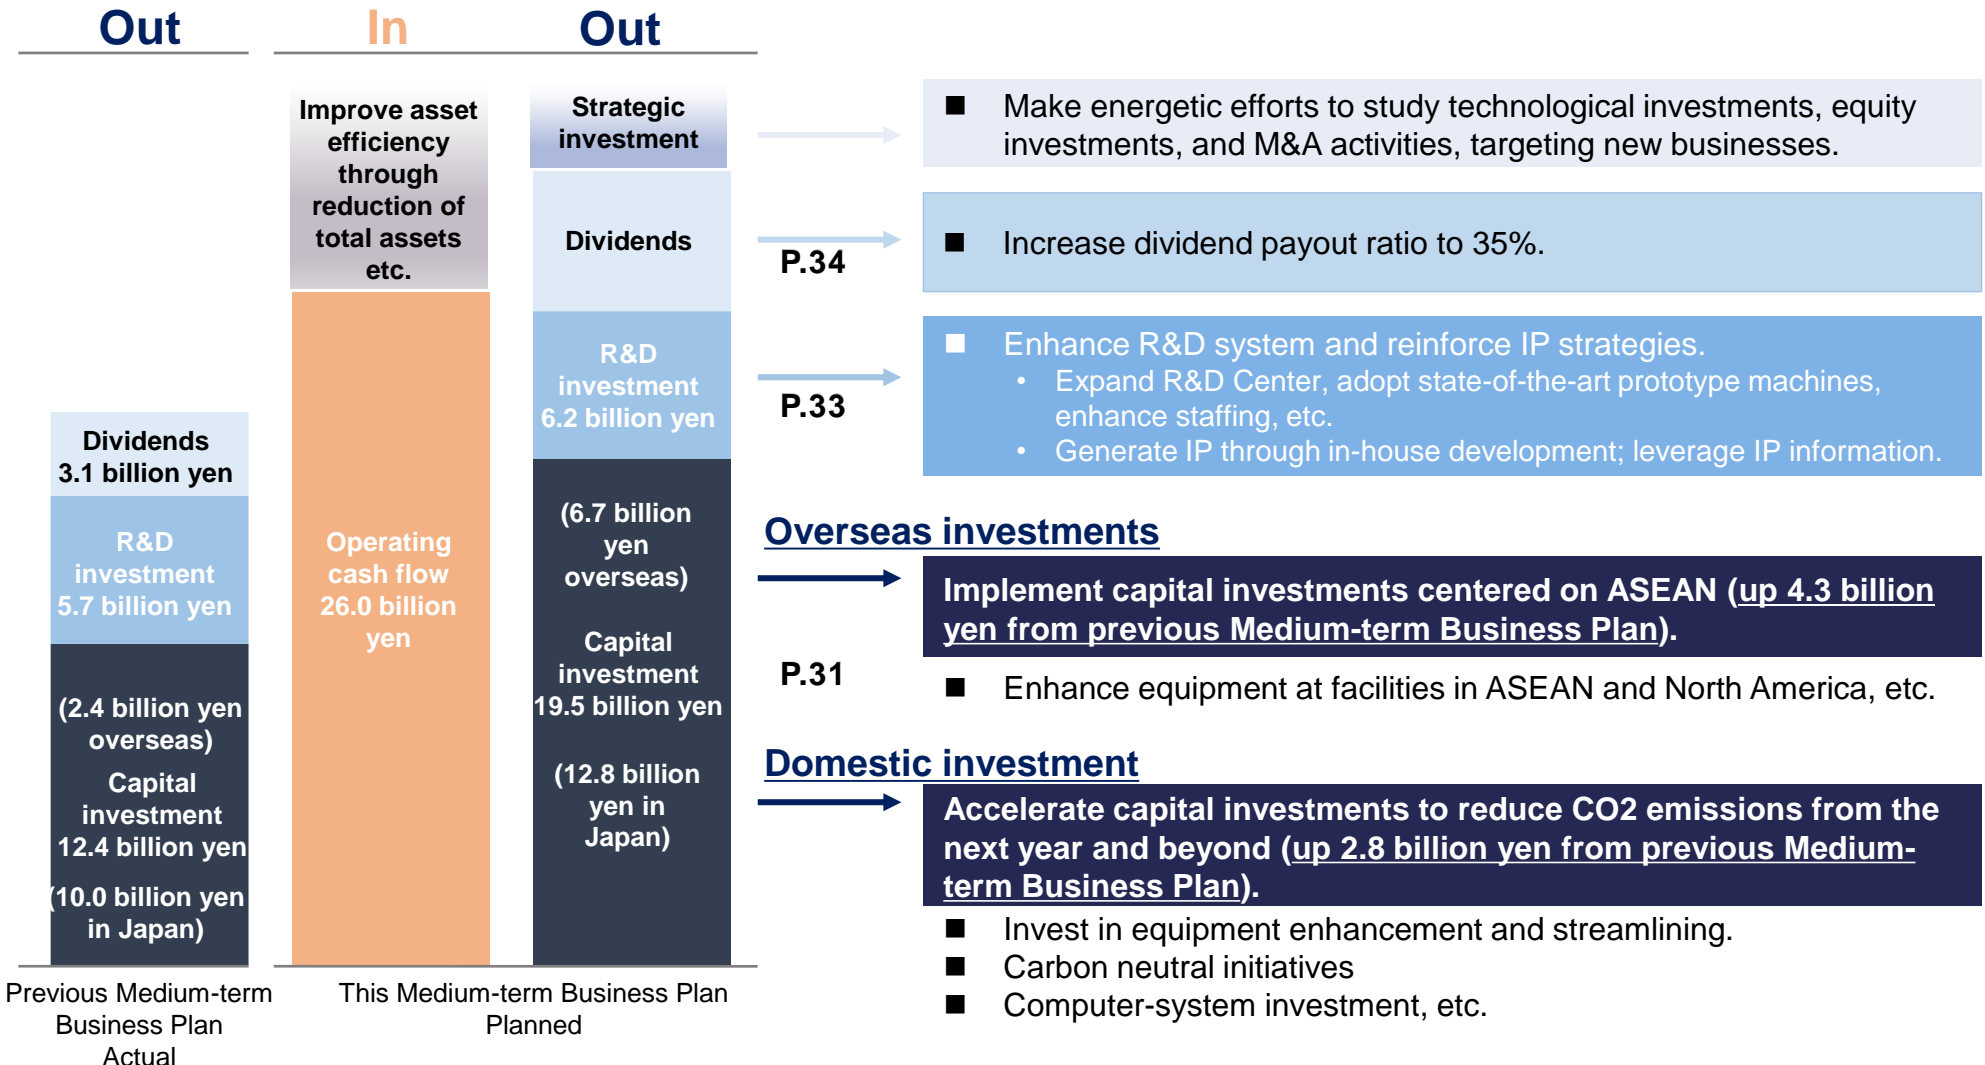 Out
In
Out
Dividends
3.1 billion yen
R&D
investment
5.7 billion yen
(2.4 billion yen
overseas)
Capital
investment
12.4 billion yen
(10.0 billion yen
in Japan)
Previous Medium-term
Business Plan
Actual
Improve asset
efficiency
through
reduction of
total assets
etc.
Operating
cash flow
26.0 billion
yen
Strategic
investment
Dividends
R&D
investment
6.2 billion yen
(6.7 billion
yen
overseas)
Capital
investment
19.5 billion yen
(12.8 billion
yen in
Japan)
This Medium-term Business Plan
Planned
■ Make energetic efforts to study technological investments, equity
investments, and M&A activities, targeting new businesses.
P.34
■ Increase dividend payout ratio to 35%.
P.33
■ Enhance R&D system and reinforce IP strategies.
• Expand R&D Center, adopt state-of-the-art prototype machines,
enhance staffing, etc.
• Generate IP through in-house development; leverage IP information.
Overseas investments
Implement capital investments centered on ASEAN (up 4.3 billion
yen from previous Medium-term Business Plan).
P.31
■ Enhance equipment at facilities in ASEAN and North America, etc.
Domestic investment
Accelerate capital investments to reduce CO2 emissions from the
next year and beyond (up 2.8 billion yen from previous Medium-
term Business Plan).
■ Invest in equipment enhancement and streamlining.
■ Carbon neutral initiatives
■ Computer-system investment, etc.